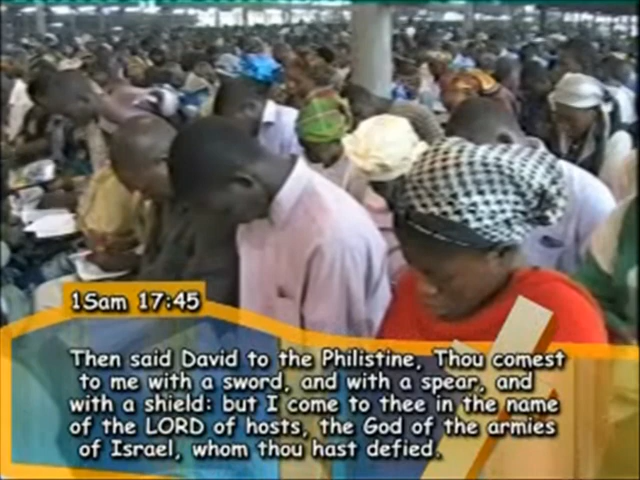 1Sam 17:45
Then said David to the Philistine, Thou comest
to me with a sword, and with a spear, and
with a shield: but I come to thee in the name
of the LORD of hosts, the God of the armies
of Israel, whom thou hast defied.